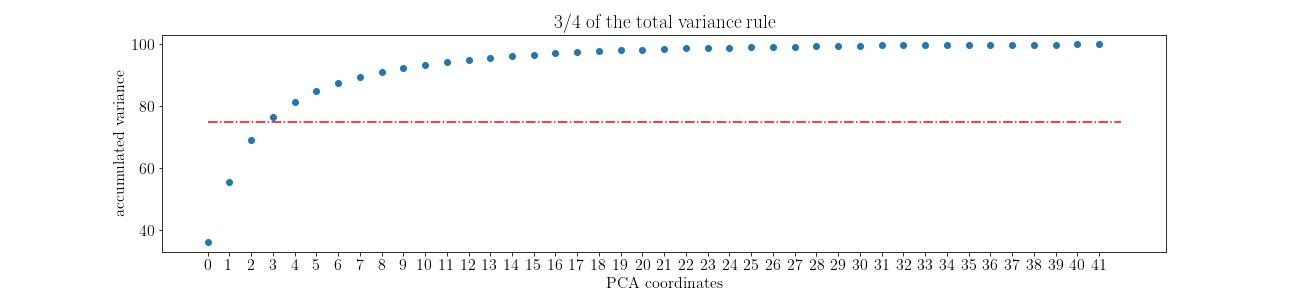 3/4 of the total variance rule
100
80
60
40
accumulated variance
0 1 2 3 4 5 6 7 8 9 10 11 12 13 14 15 16 17 18 19 20 21 22 23 24 25 26 27 28 29 30 31 32 33 34 35 36 37 38 39 40 41
PCA coordinates